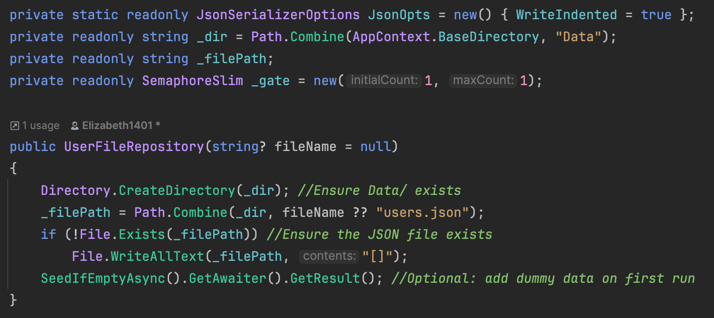 private static readonly JsonSerializerOptions JsonOpts = new() { WriteIndented = true };
private readonly string _dir = Path.Combine(AppContext.BaseDirectory, "Data");
private readonly string _filePath;
private readonly SemaphoreSlim _gate = new( initialCount: 1, maxCount: 1);
1 usage Elizabeth1401 *
public UserFileRepository(string? fileName = null)
{
Directory.CreateDirectory(_dir); //Ensure Data/ exists
_filePath = Path.Combine(_dir, fileName ?? "users.json");
if (!File.Exists(_filePath)) //Ensure the JSON file exists
File.WriteAllText(_filePath, contents: "[]");
SeedIfEmptyAsync().GetAwaiter().GetResult(); //Optional: add dummy data on first run
}